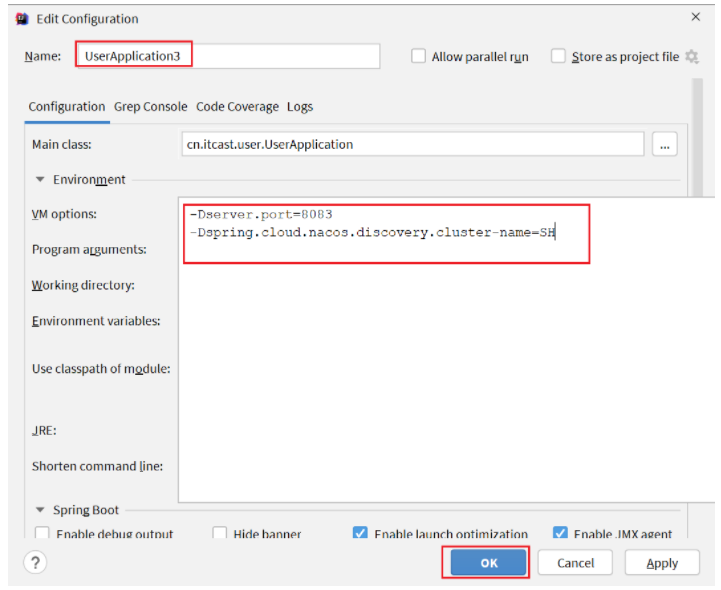 Edit Configuration
Name: UserApplication3 Allow parallel run Store as project file
Configuration Grep Console Code Coverage Logs
Main class: cn.itcast.user.UserApplication ...
Environment
VM options: -Dserver.port=8083
-Dspring.cloud.nacos.discovery.cluster-name=SH
Program arguments:
Working directory:
Environment variables:
Use classpath of module:
JRE:
Shorten command line:
Spring Boot
Enable debug output Hide banner Enable launch optimization Enable JMX agent
? OK Cancel Apply